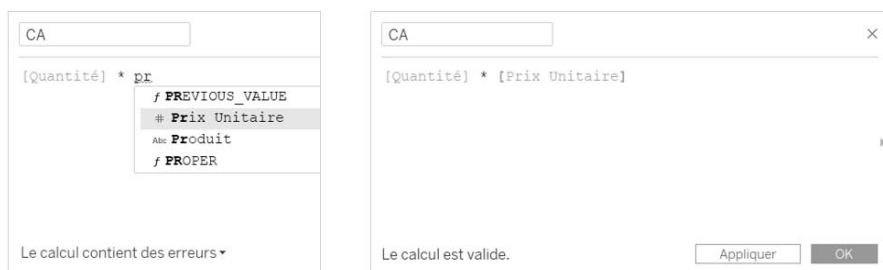 CA
[Quantité] * pr
f PREVIOUS_VALUE
# Prix Unitaire
Abc Produit
f PROPER
Le calcul contient des erreurs
CA
[Quantité] * [Prix Unitaire]
Le calcul est valide.
Appliquer
OK